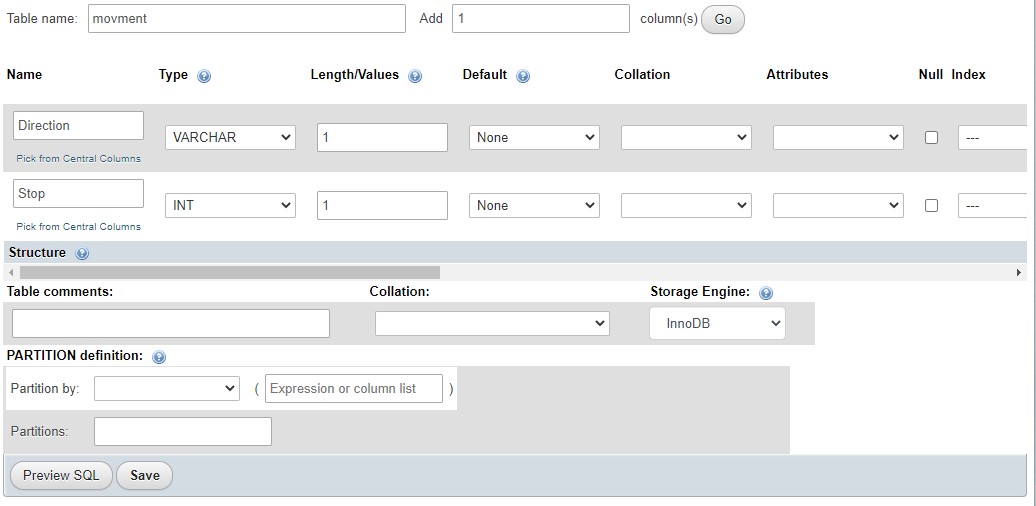 Table name: movment Add 1 column(s) Go
Name Type Length/Values Default Collation Attributes Null Index
Direction VARCHAR 1 None ---
Pick from Central Columns
Stop INT 1 None ---
Pick from Central Columns
Structure
Table comments: Collation: Storage Engine:
InnoDB
PARTITION definition:
Partition by: ( Expression or column list )
Partitions:
Preview SQL Save